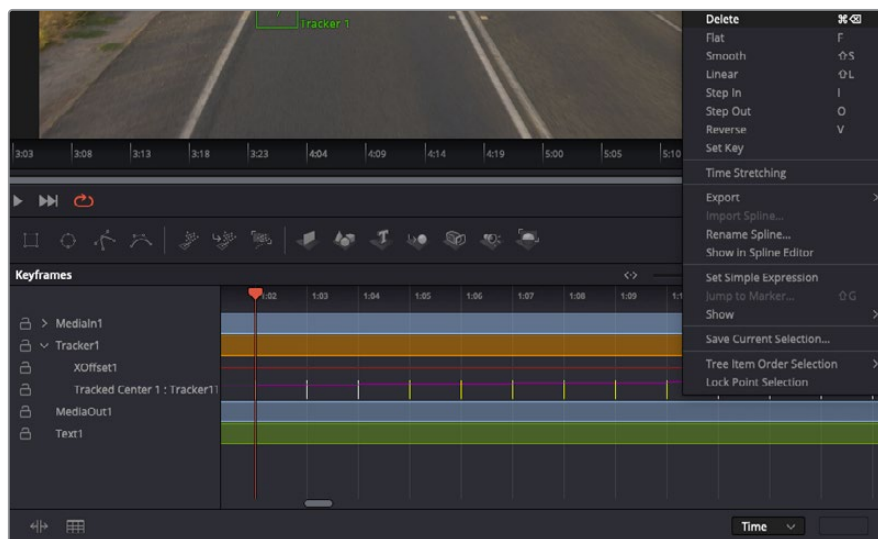 Tracker 1
Delete ⌘⌫
Flat F
Smooth ⇧S
Linear ⇧L
Step In I
Step Out O
Reverse V
Set Key
Time Stretching
Export >
Import Spline...
Rename Spline...
Show in Spline Editor
Set Simple Expression
Jump to Marker... ⇧G
Show >
Save Current Selection...
Tree Item Order Selection >
Lock Point Selection
3:03 3:08 3:13 3:18 3:23 4:04 4:09 4:14 4:19 5:00 5:05 5:10
Keyframes
1:02 1:03 1:04 1:05 1:06 1:07 1:08 1:09
MediaIn1
Tracker1
XOffset1
Tracked Center 1 : Tracker11
MediaOut1
Text1
Time